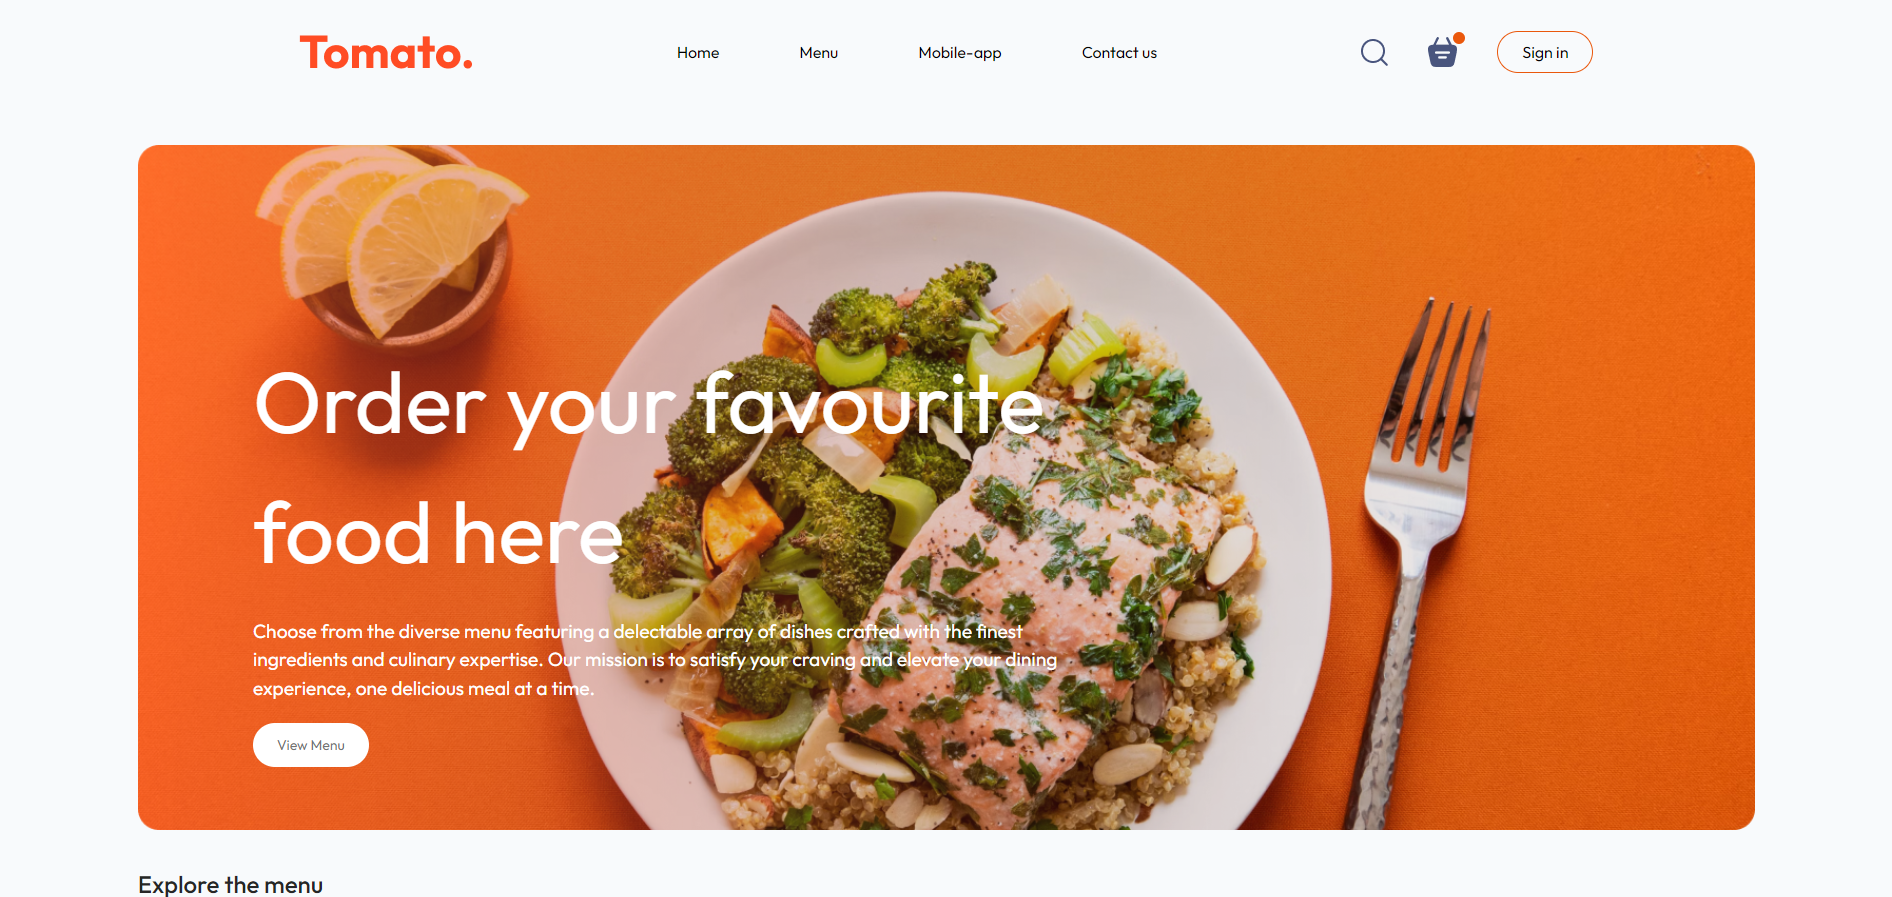 Tomato.
Home
Menu
Mobile-app
Contact us
Sign in
Order your favourite
food here
Choose from the diverse menu featuring a delectable array of dishes crafted with the finest
ingredients and culinary expertise. Our mission is to satisfy your craving and elevate your dining
experience, one delicious meal at a time.
View Menu
Explore the menu